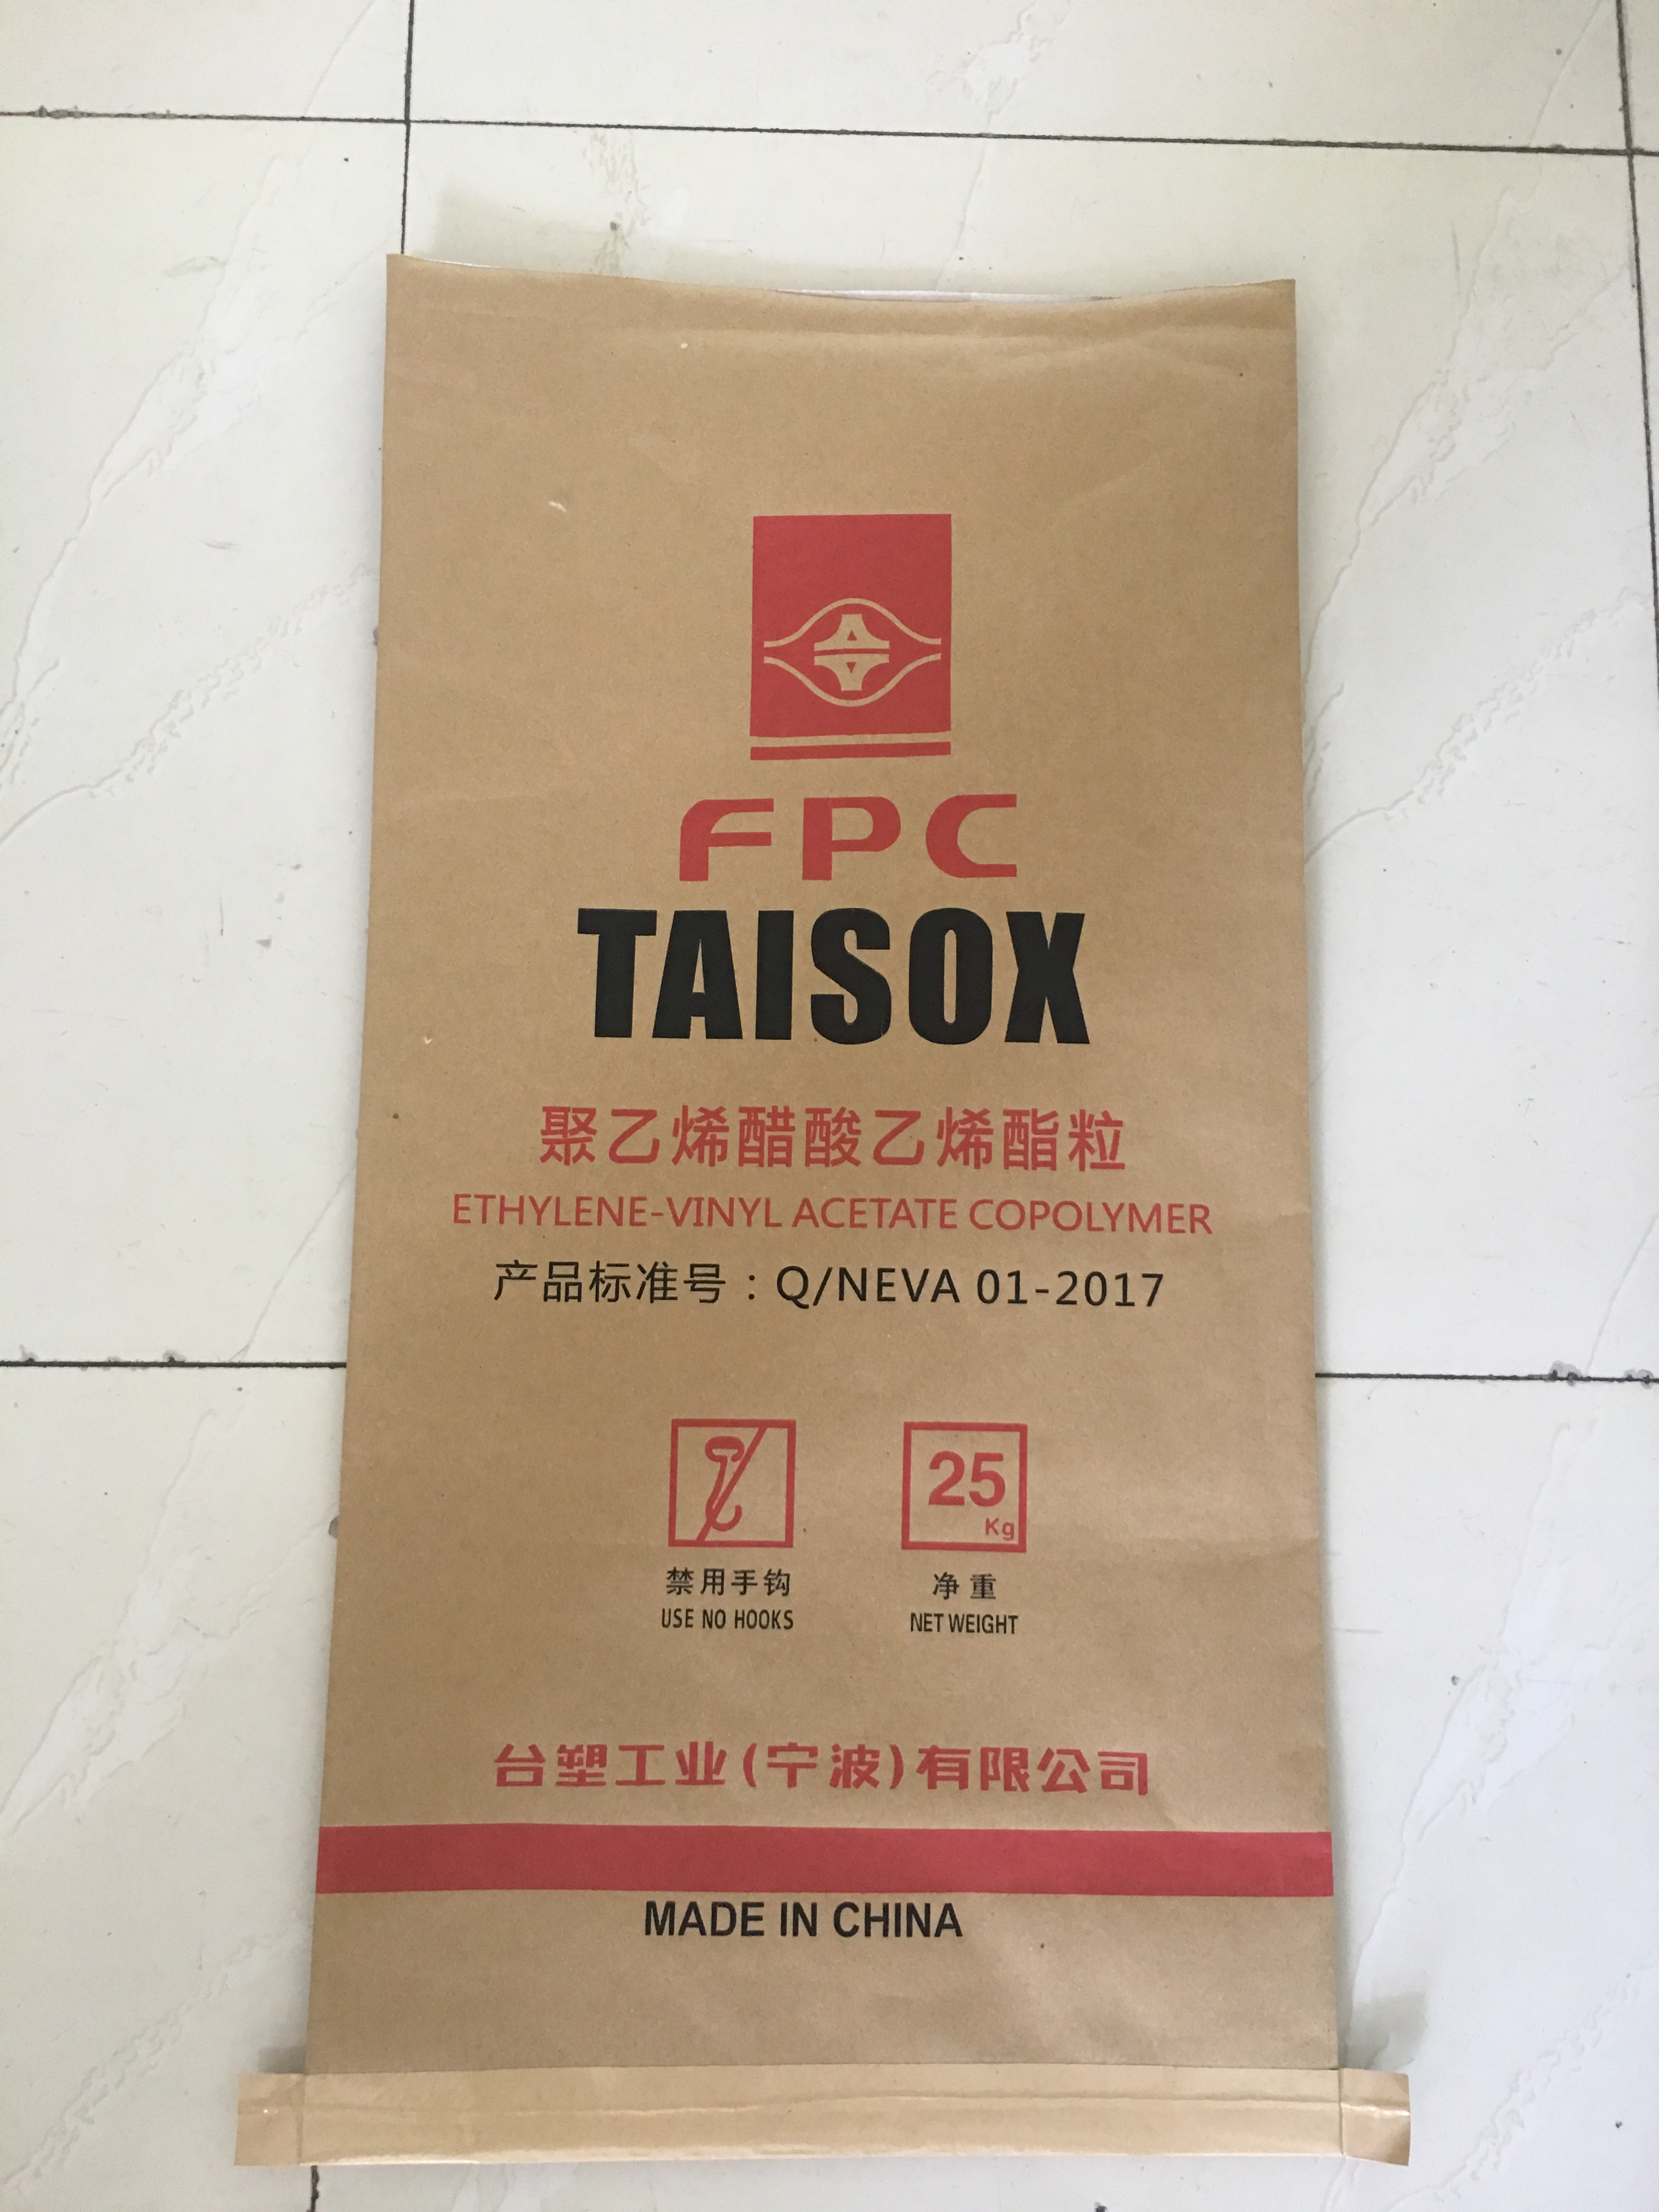 FPC
TAISOX
聚乙烯醋酸乙烯酯粒
ETHYLENE-VINYL ACETATE COPOLYMER
产品标准号：Q/NEVA 01-2017
25
Kg
禁用手钩
净重
USE NO HOOKS
NET WEIGHT
台塑工业(宁波)有限公司
MADE IN CHINA